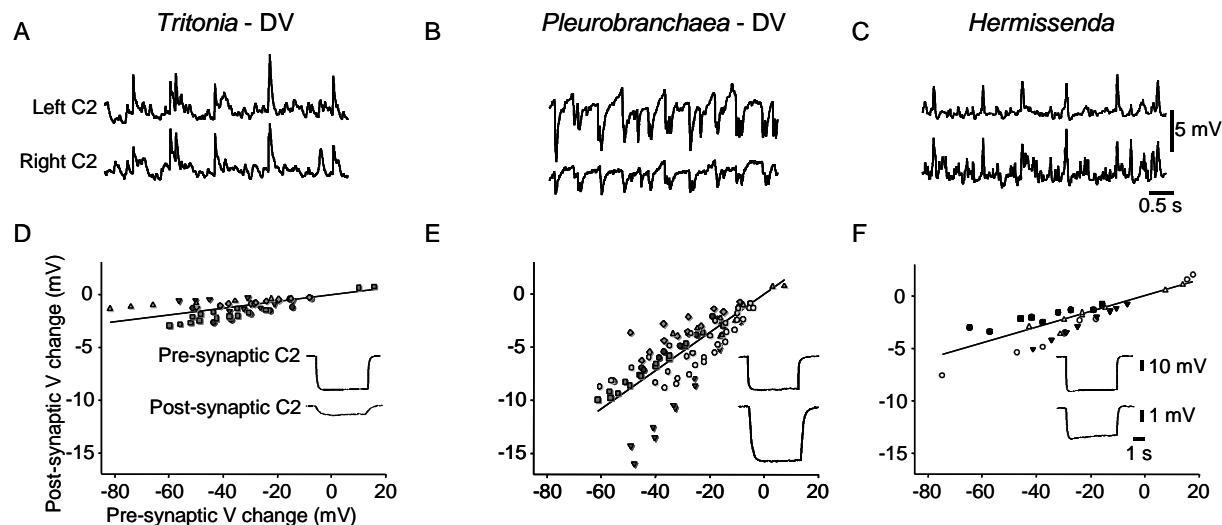 Tritonia - DV
Pleurobranchaea - DV
Hermissenda
A
B
C
Left C2
Right C2
5 mV
0.5 s
D
E
F
Post-synaptic V change (mV)
0
-5
-10
-15
Pre-synaptic C2
Post-synaptic C2
-80 -60 -40 -20 0 20
Pre-synaptic V change (mV)
0
-5
-10
-15
-80 -60 -40 -20 0 20
0
-5
-10
-15
10 mV
1 mV
1 s
-80 -60 -40 -20 0 20